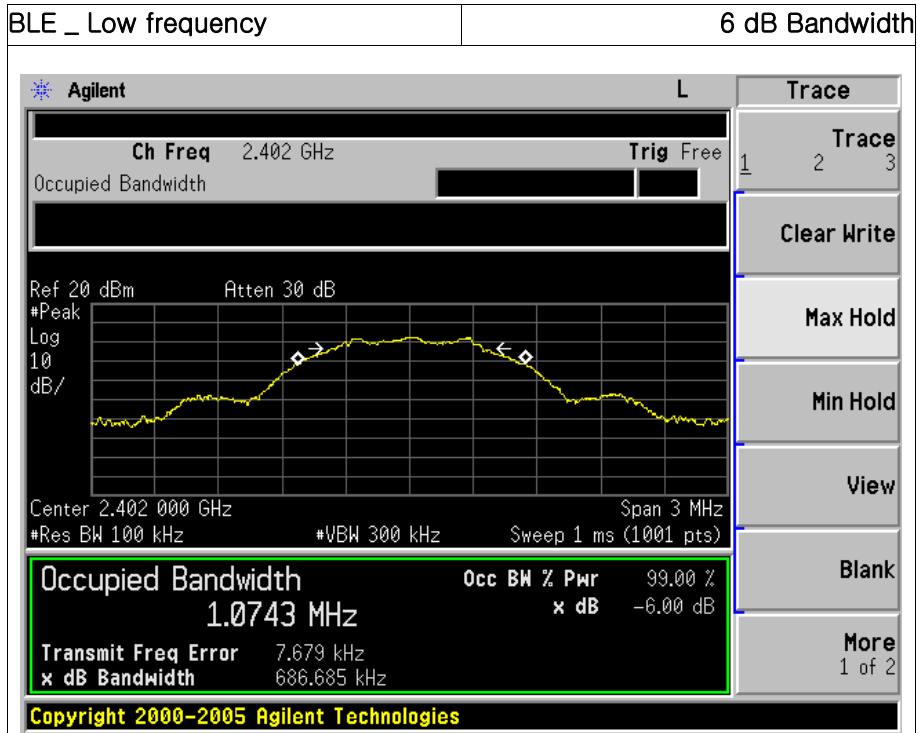 BLE _ Low frequency
6 dB Bandwidth
Agilent
L
Trace
Ch Freq 2.402 GHz
Trig Free
Occupied Bandwidth
Trace
1 2 3
Clear Write
Max Hold
Min Hold
View
Blank
More
1 of 2
Ref 20 dBm
Atten 30 dB
#Peak
Log
10
dB/
Center 2.402 000 GHz
Span 3 MHz
#Res BW 100 kHz
#VBW 300 kHz
Sweep 1 ms (1001 pts)
Occupied Bandwidth
1.0743 MHz
Occ BW % Pwr 99.00 %
x dB -6.00 dB
Transmit Freq Error 7.679 kHz
x dB Bandwidth 686.685 kHz
Copyright 2000-2005 Agilent Technologies